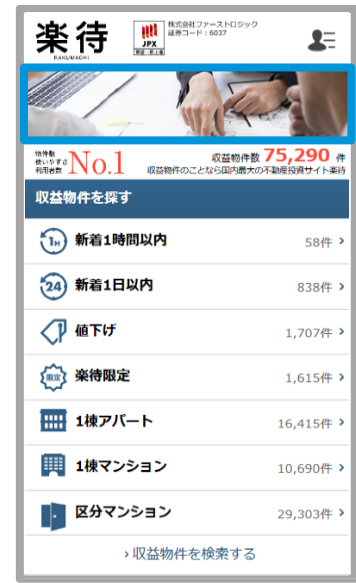 楽待
RAKUMACHI
JPX
株式会社ファーストロジック
証券コード：6037
物件数
使いやすさ
利用者数
No.1
収益物件数 75,290 件
収益物件のことなら国内最大の不動産投資サイト楽待
収益物件を探す
1H 新着1時間以内 58件
24 新着1日以内 838件
値下げ 1,707件
限定 楽待限定 1,615件
1棟アパート 16,415件
1棟マンション 10,690件
区分マンション 29,303件
収益物件を検索する